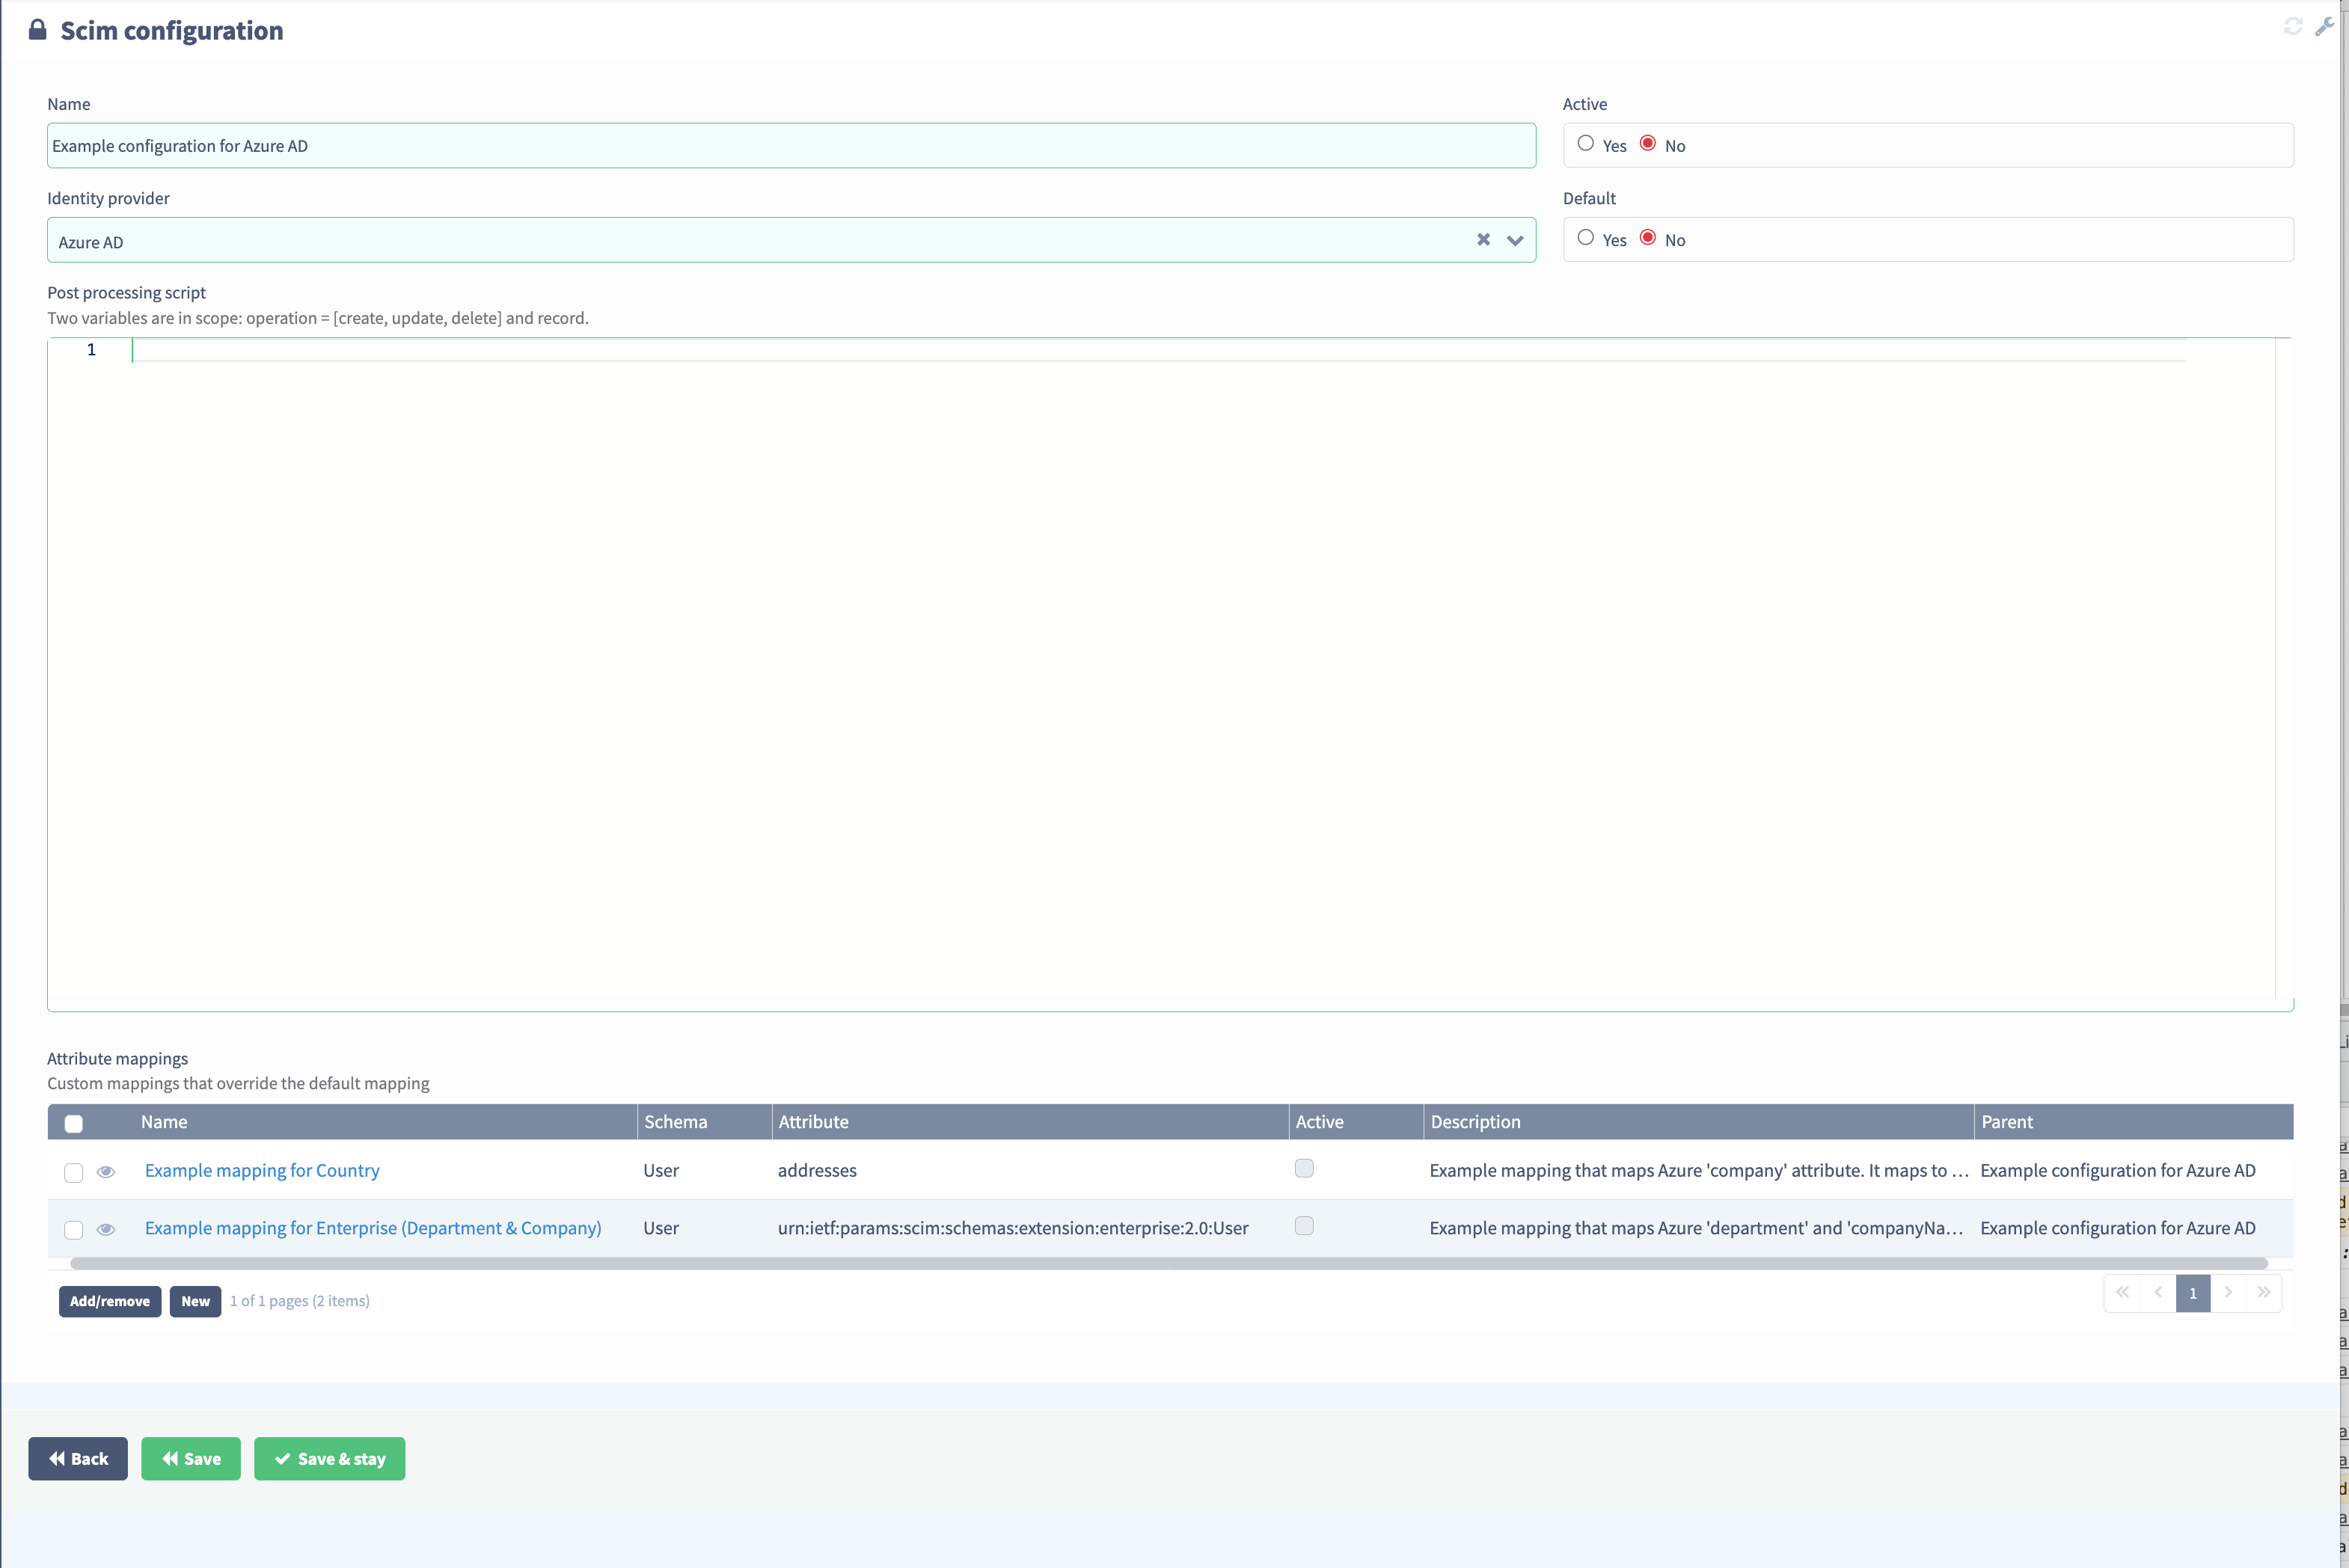 Scim configuration
Name
Active
Example configuration for Azure AD
Yes No
Identity provider
Default
Azure AD
Yes No
Post processing script
Two variables are in scope: operation = [create, update, delete] and record.
1
Attribute mappings
Custom mappings that override the default mapping
Name Schema Attribute Active Description Parent
Example mapping for Country User addresses Example mapping that maps Azure 'company' attribute. It maps to … Example configuration for Azure AD
Example mapping for Enterprise (Department & Company) User urn:ietf:params:scim:schemas:extension:enterprise:2.0:User Example mapping that maps Azure 'department' and 'companyNa… Example configuration for Azure AD
Add/remove New 1 of 1 pages (2 items) « ‹ 1 › »
Back Save Save & stay